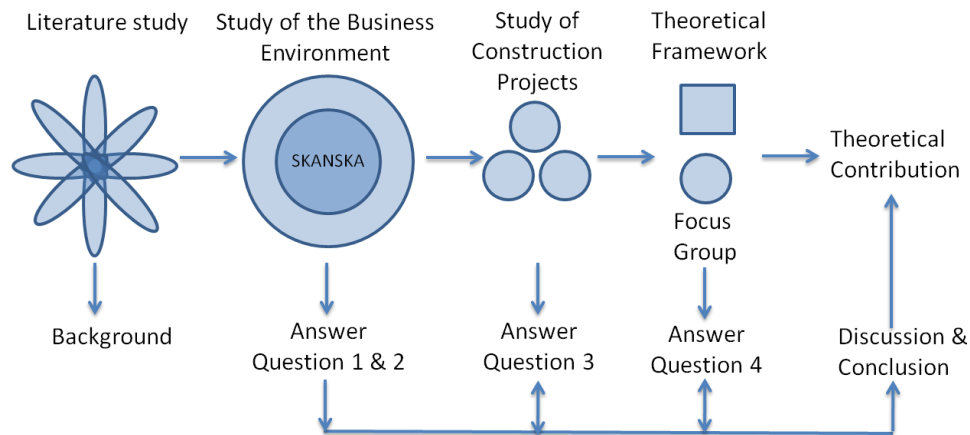 Literature study
Study of the Business
Environment
Study of
Construction
Projects
Theoretical
Framework
SKANSKA
Theoretical
Contribution
Focus
Group
Background
Answer
Question 1 & 2
Answer
Question 3
Answer
Question 4
Discussion &
Conclusion